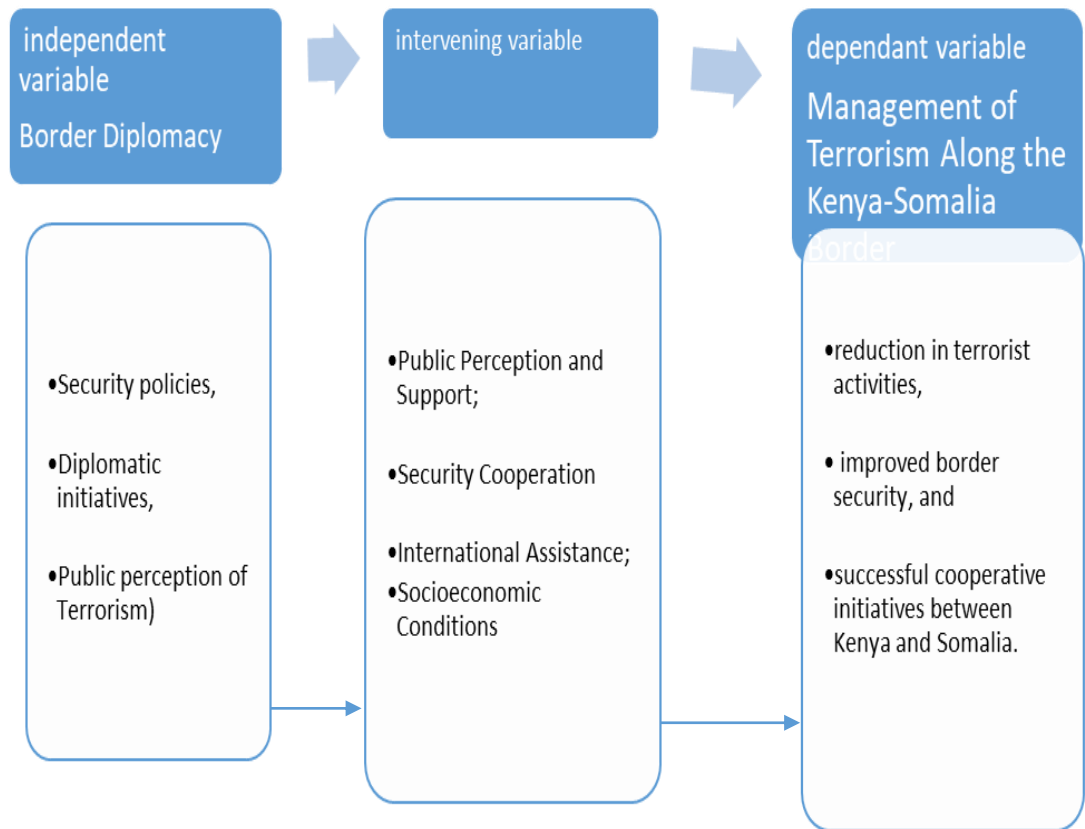 independent
variable
Border Diplomacy
intervening variable
dependant variable
Management of
Terrorism Along the
Kenya-Somalia
Border
•Security policies,
•Diplomatic
initiatives,
•Public perception of
Terrorism)
•Public Perception and
Support;
•Security Cooperation
•International Assistance;
•Socioeconomic
Conditions
•reduction in terrorist
activities,
• improved border
security, and
•successful cooperative
initiatives between
Kenya and Somalia.